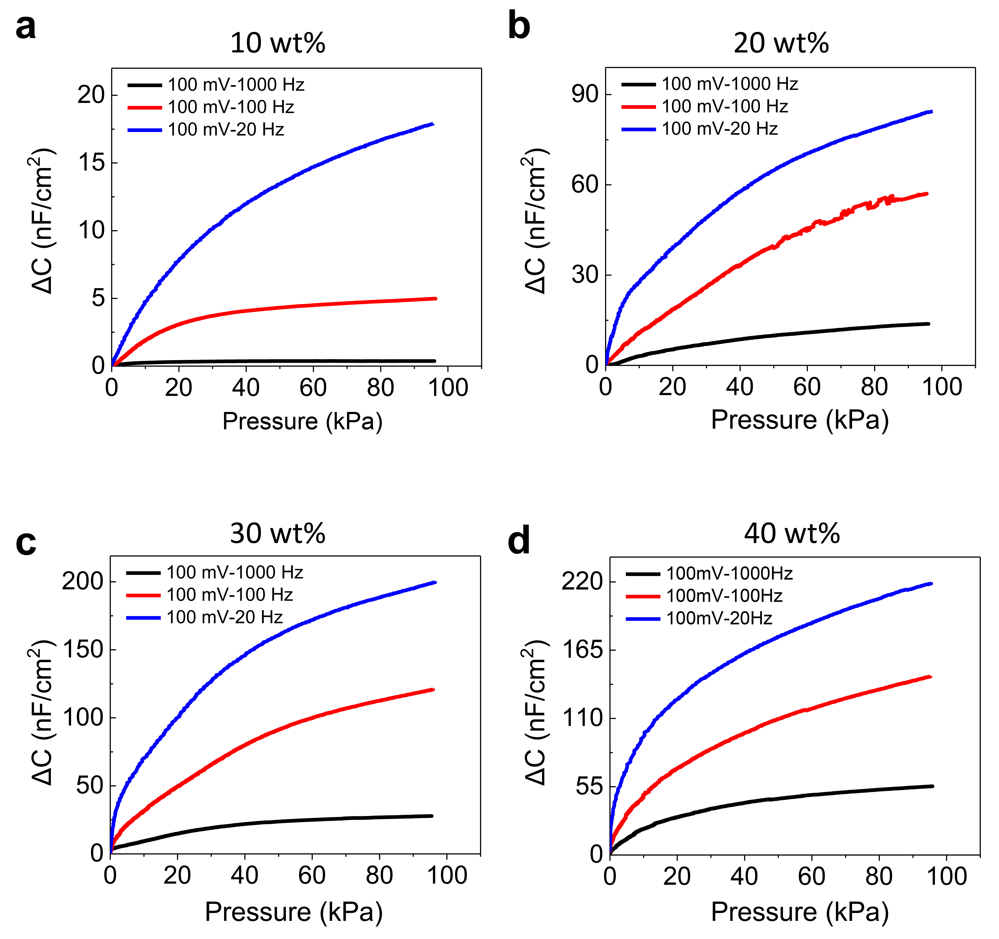 a
10 wt%
100 mV-1000 Hz
100 mV-100 Hz
100 mV-20 Hz
20
15
10
5
0
ΔC (nF/cm²)
0 20 40 60 80 100
Pressure (kPa)
b
20 wt%
100 mV-1000 Hz
100 mV-100 Hz
100 mV-20 Hz
90
60
30
0
ΔC (nF/cm²)
0 20 40 60 80 100
Pressure (kPa)
c
30 wt%
100 mV-1000 Hz
100 mV-100 Hz
100 mV-20 Hz
200
150
100
50
0
ΔC (nF/cm²)
0 20 40 60 80 100
Pressure (kPa)
d
40 wt%
100mV-1000Hz
100mV-100Hz
100mV-20Hz
220
165
110
55
0
ΔC (nF/cm²)
0 20 40 60 80 100
Pressure (kPa)